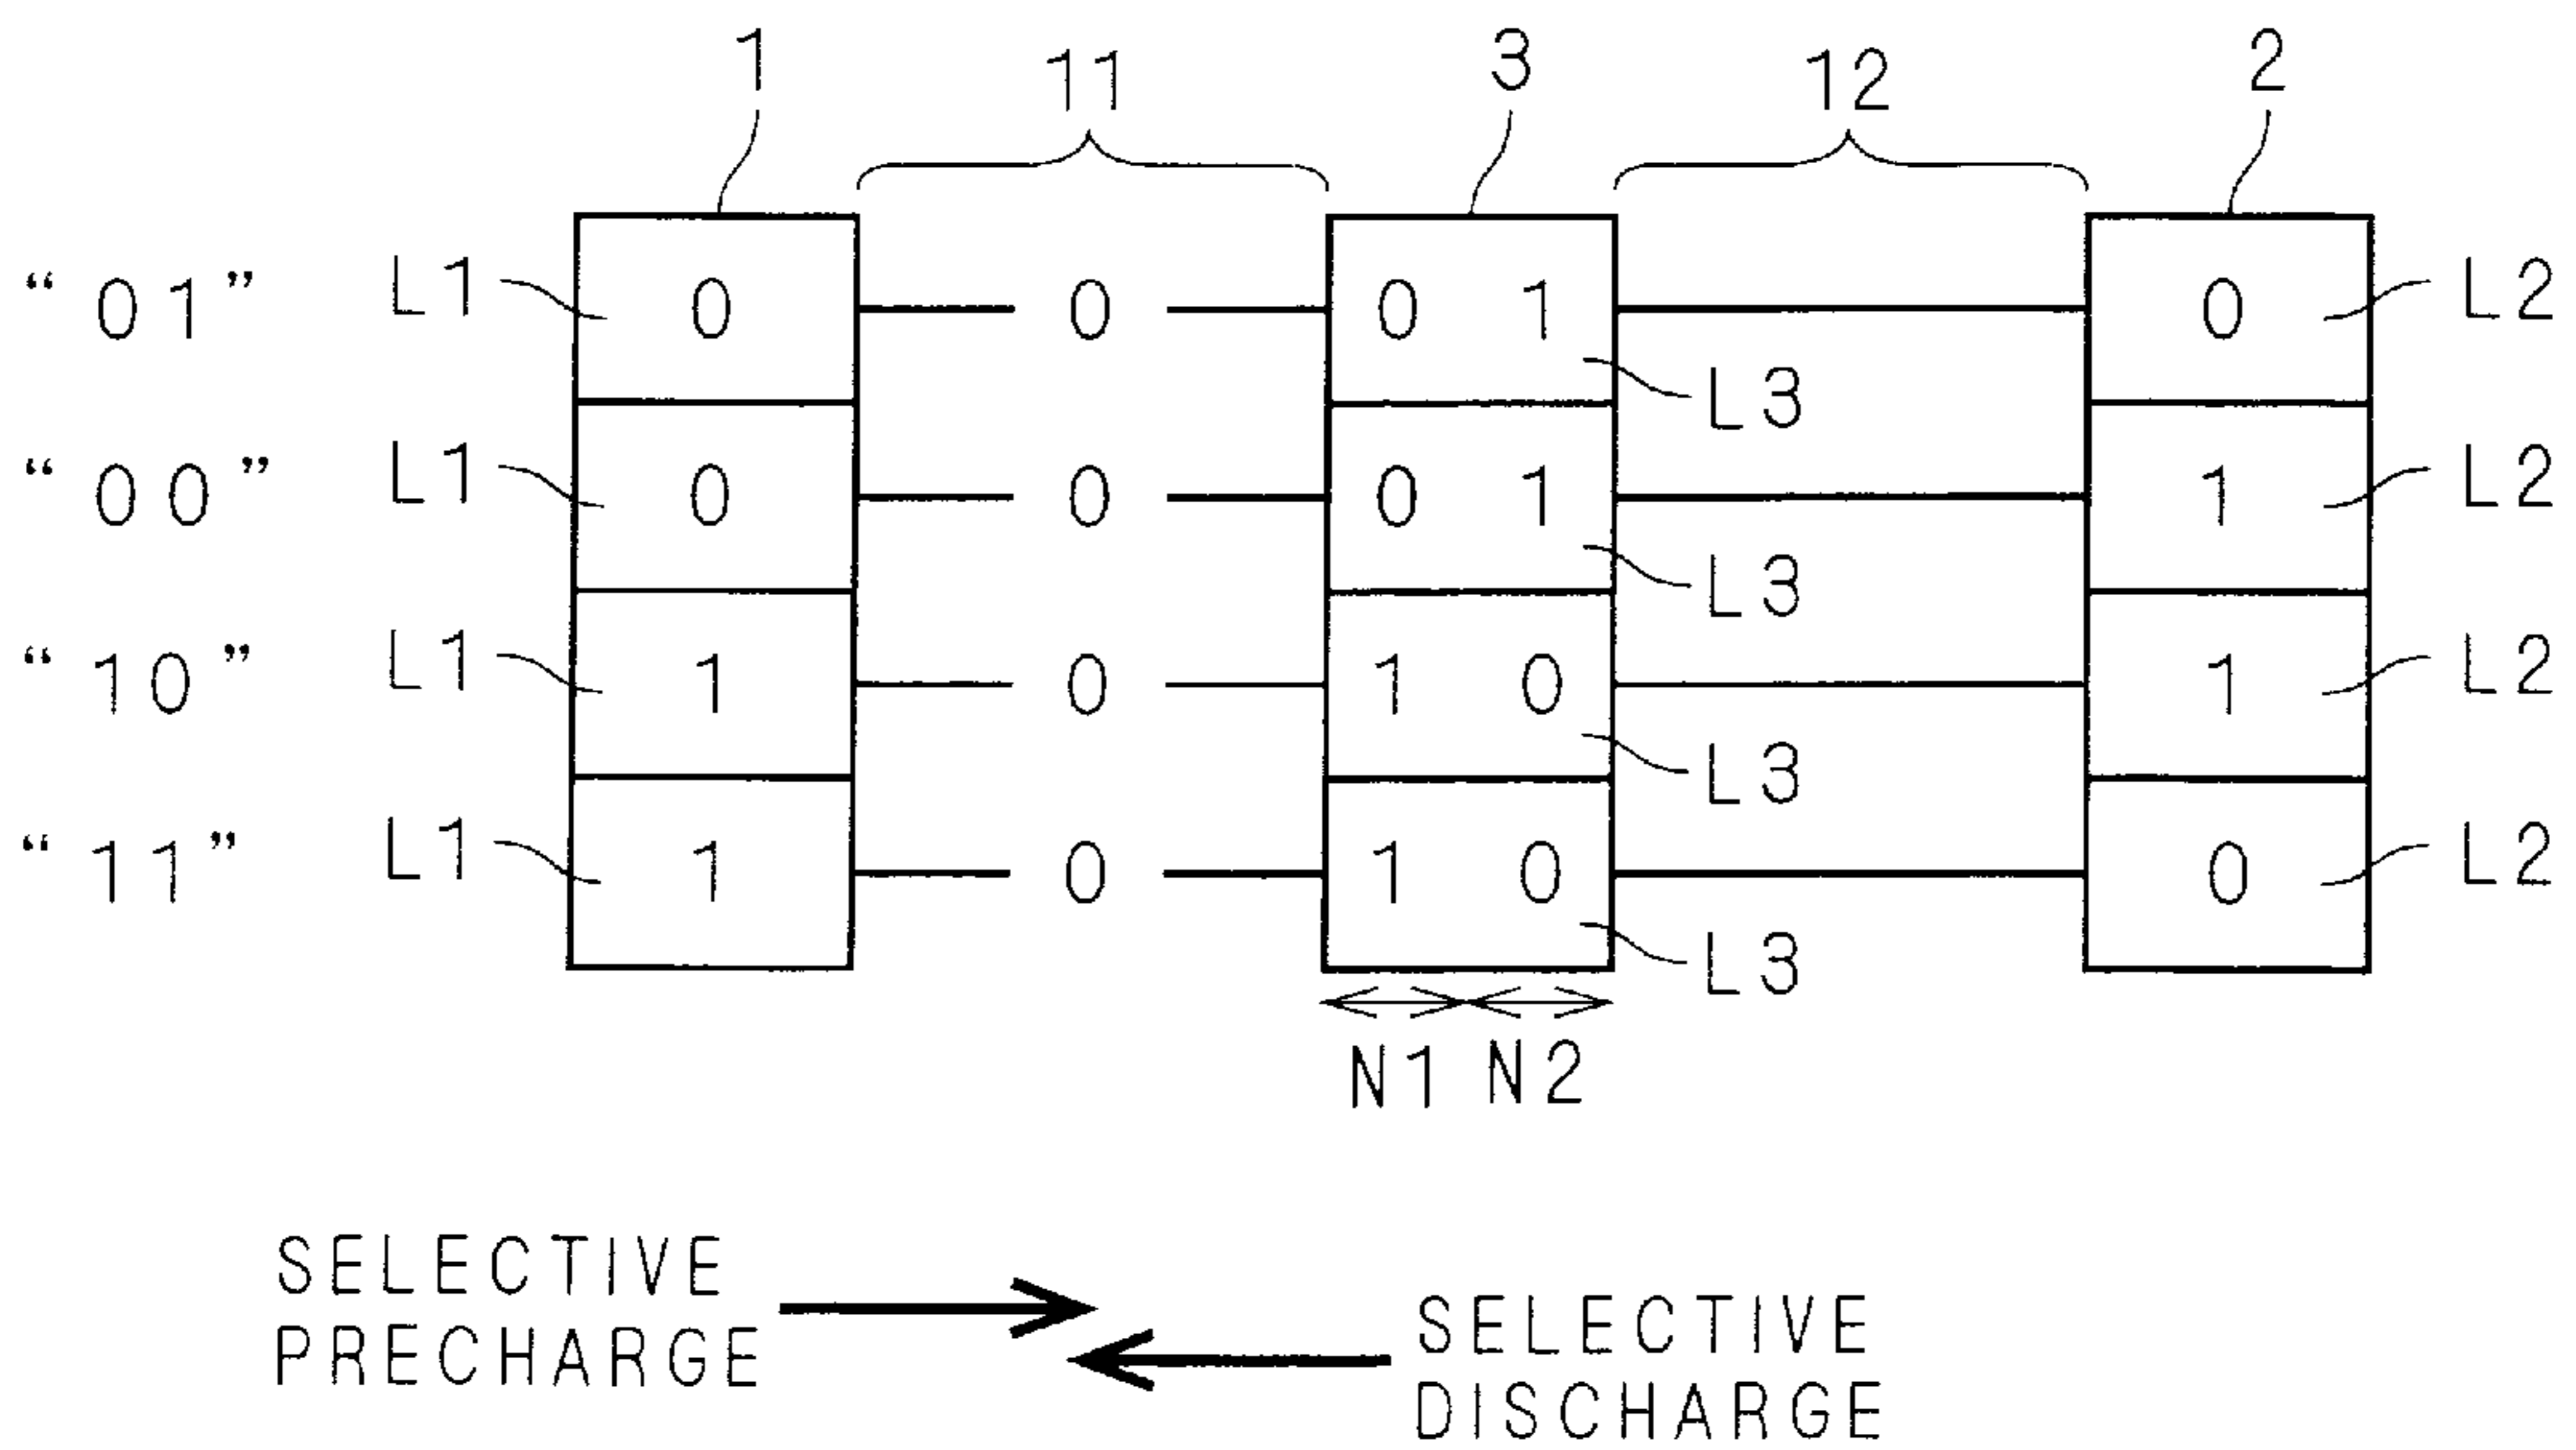 1 11 3 12 2
“01” L1 0 0 0 1 0 L2
L3
“00” L1 0 0 0 1 1 L2
L3
“10” L1 1 0 1 0 1 L2
L3
“11” L1 1 0 1 0 0 L2
L3
N1 N2
SELECTIVE
PRECHARGE
SELECTIVE
DISCHARGE